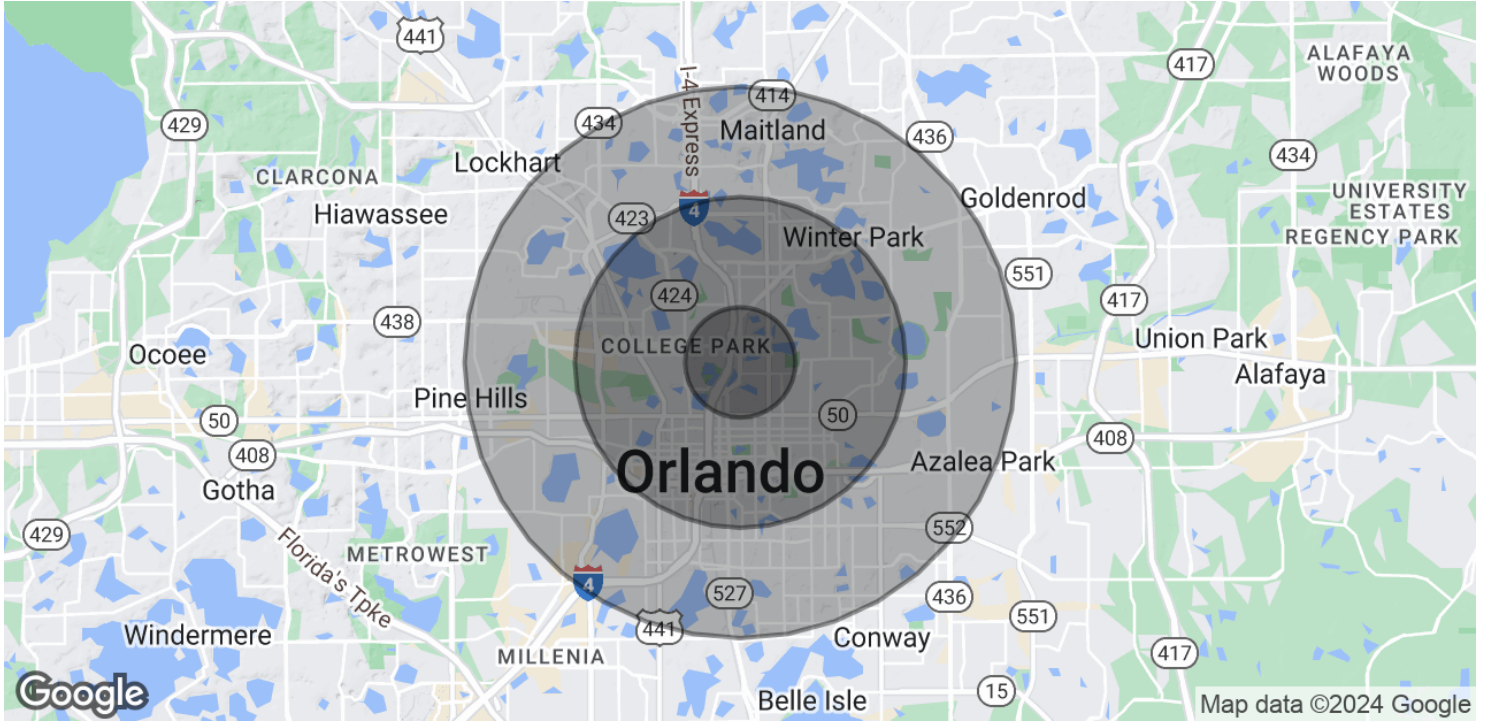 441
ALAFAYA
WOODS
417
I-4 Express
414
434
429
Maitland
436
Lockhart
434
CLARCONA
UNIVERSITY
ESTATES
Goldenrod
Hiawassee
4
423
Winter Park
REGENCY PARK
551
424
417
438
Union Park
COLLEGE PARK
Ocoee
Alafaya
Pine Hills
50
50
408
408
Azalea Park
Orlando
Gotha
552
429
Florida's Tpke
METROWEST
4
527
436
551
441
Windermere
Conway
417
MILLENIA
15
Belle Isle
Google
Map data ©2024 Google